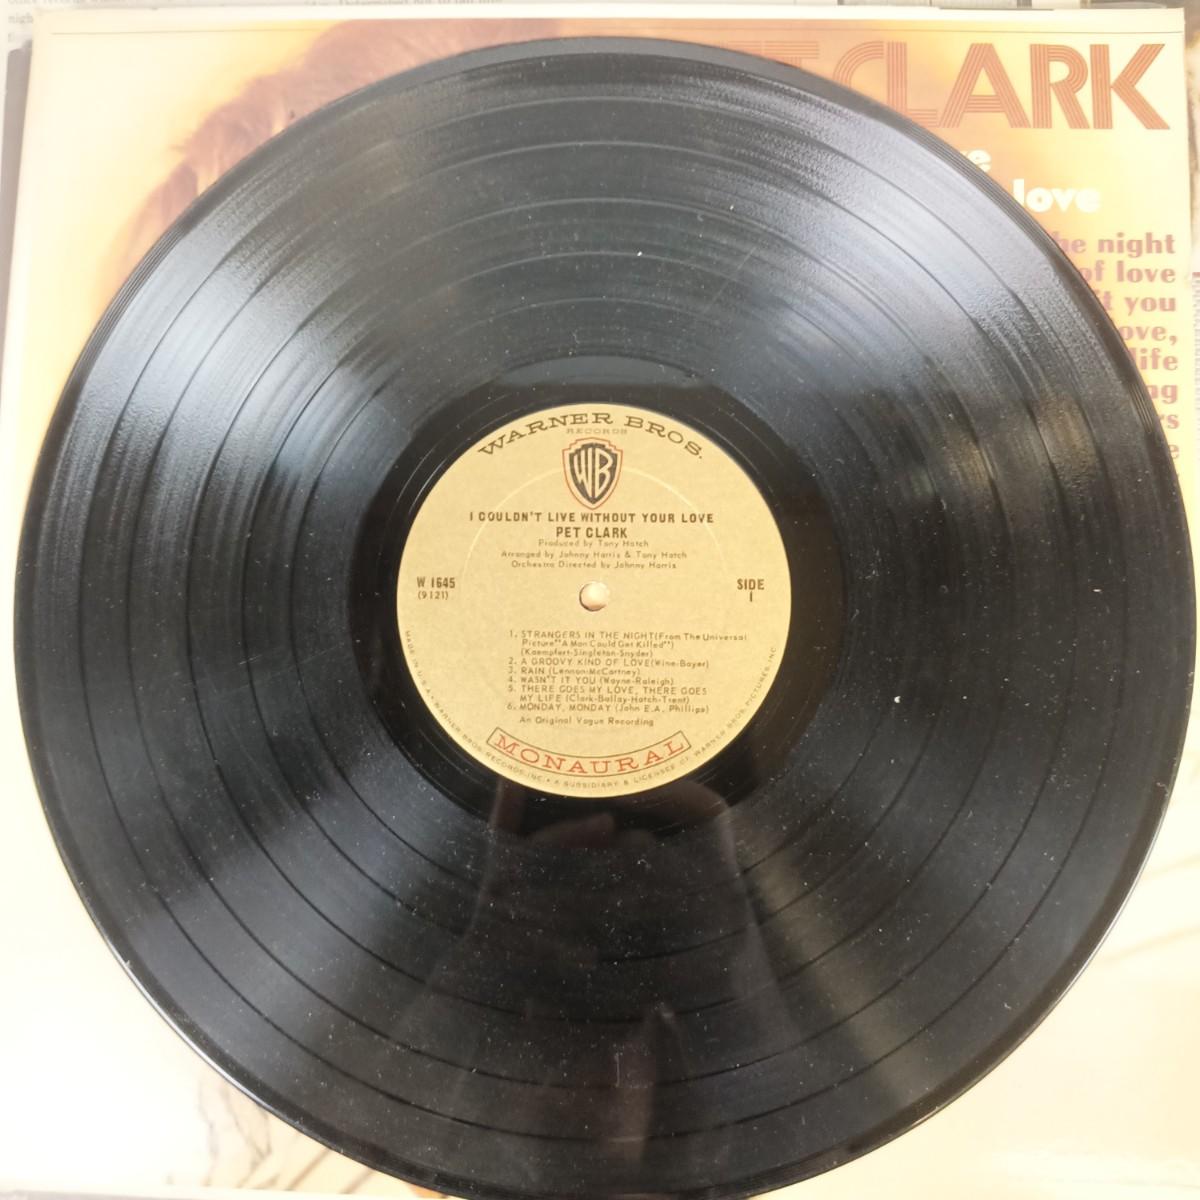 CLARK
love
he night
of love
you
ove,
life
ng
rs
e
WARNER BROS.
RECORDS
WB
I COULDN'T LIVE WITHOUT YOUR LOVE
PET CLARK
Produced by Tony Hatch
Arranged by Johnny Harris & Tony Hatch
Orchestra Directed by Johnny Harris
W 1645
(9121)
SIDE
1
1. STRANGERS IN THE NIGHT(From The Universal
Picture"A Man Could Get Killed")
(Kaempfert-Singleton-Snyder)
2. A GROOVY KIND OF LOVE(Wine-Bayer)
3. RAIN (Lennon-McCartney)
4. WASN'T IT YOU (Wayne-Raleigh)
5. THERE GOES MY LOVE, THERE GOES
MY LIFE (Clark-Ballay-Hatch-Trent)
6. MONDAY, MONDAY (John E.A. Phillips)
An Original Vogue Recording
MONAURAL
MADE IN U.S.A. • WARNER BROS. RECORDS, INC. • A SUBSIDIARY & LICENSEE OF WARNER BROS. PICTURES, INC.